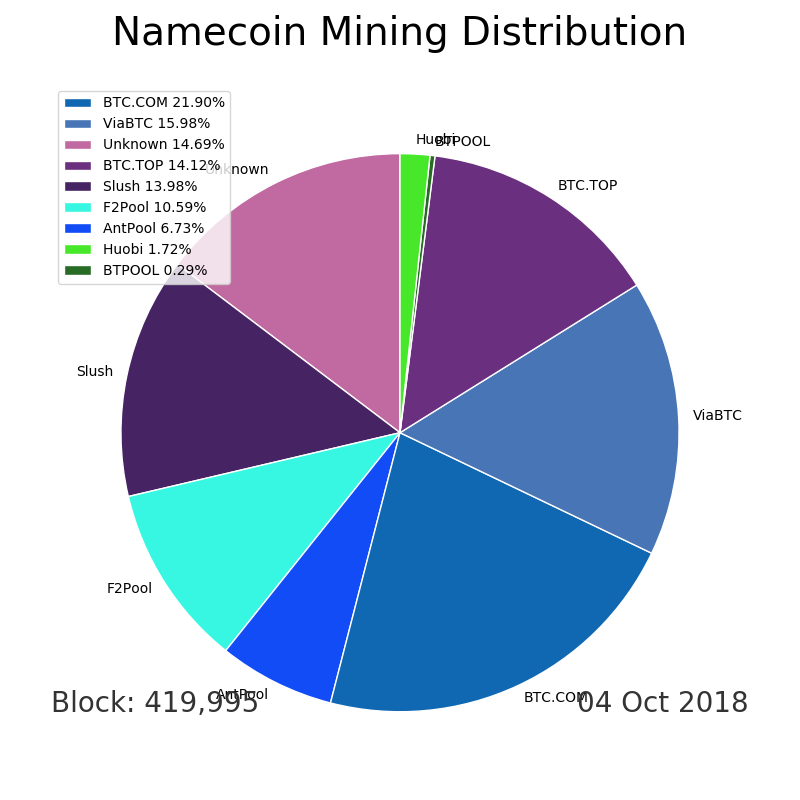 Namecoin Mining Distribution
BTC.COM 21.90%
ViaBTC 15.98%
Unknown 14.69%
BTC.TOP 14.12%
Slush 13.98%
F2Pool 10.59%
AntPool 6.73%
Huobi 1.72%
BTPOOL 0.29%
Huobi
BTPOOL
Unknown
BTC.TOP
Slush
ViaBTC
F2Pool
AntPool
BTC.COM
Block: 419,995
04 Oct 2018